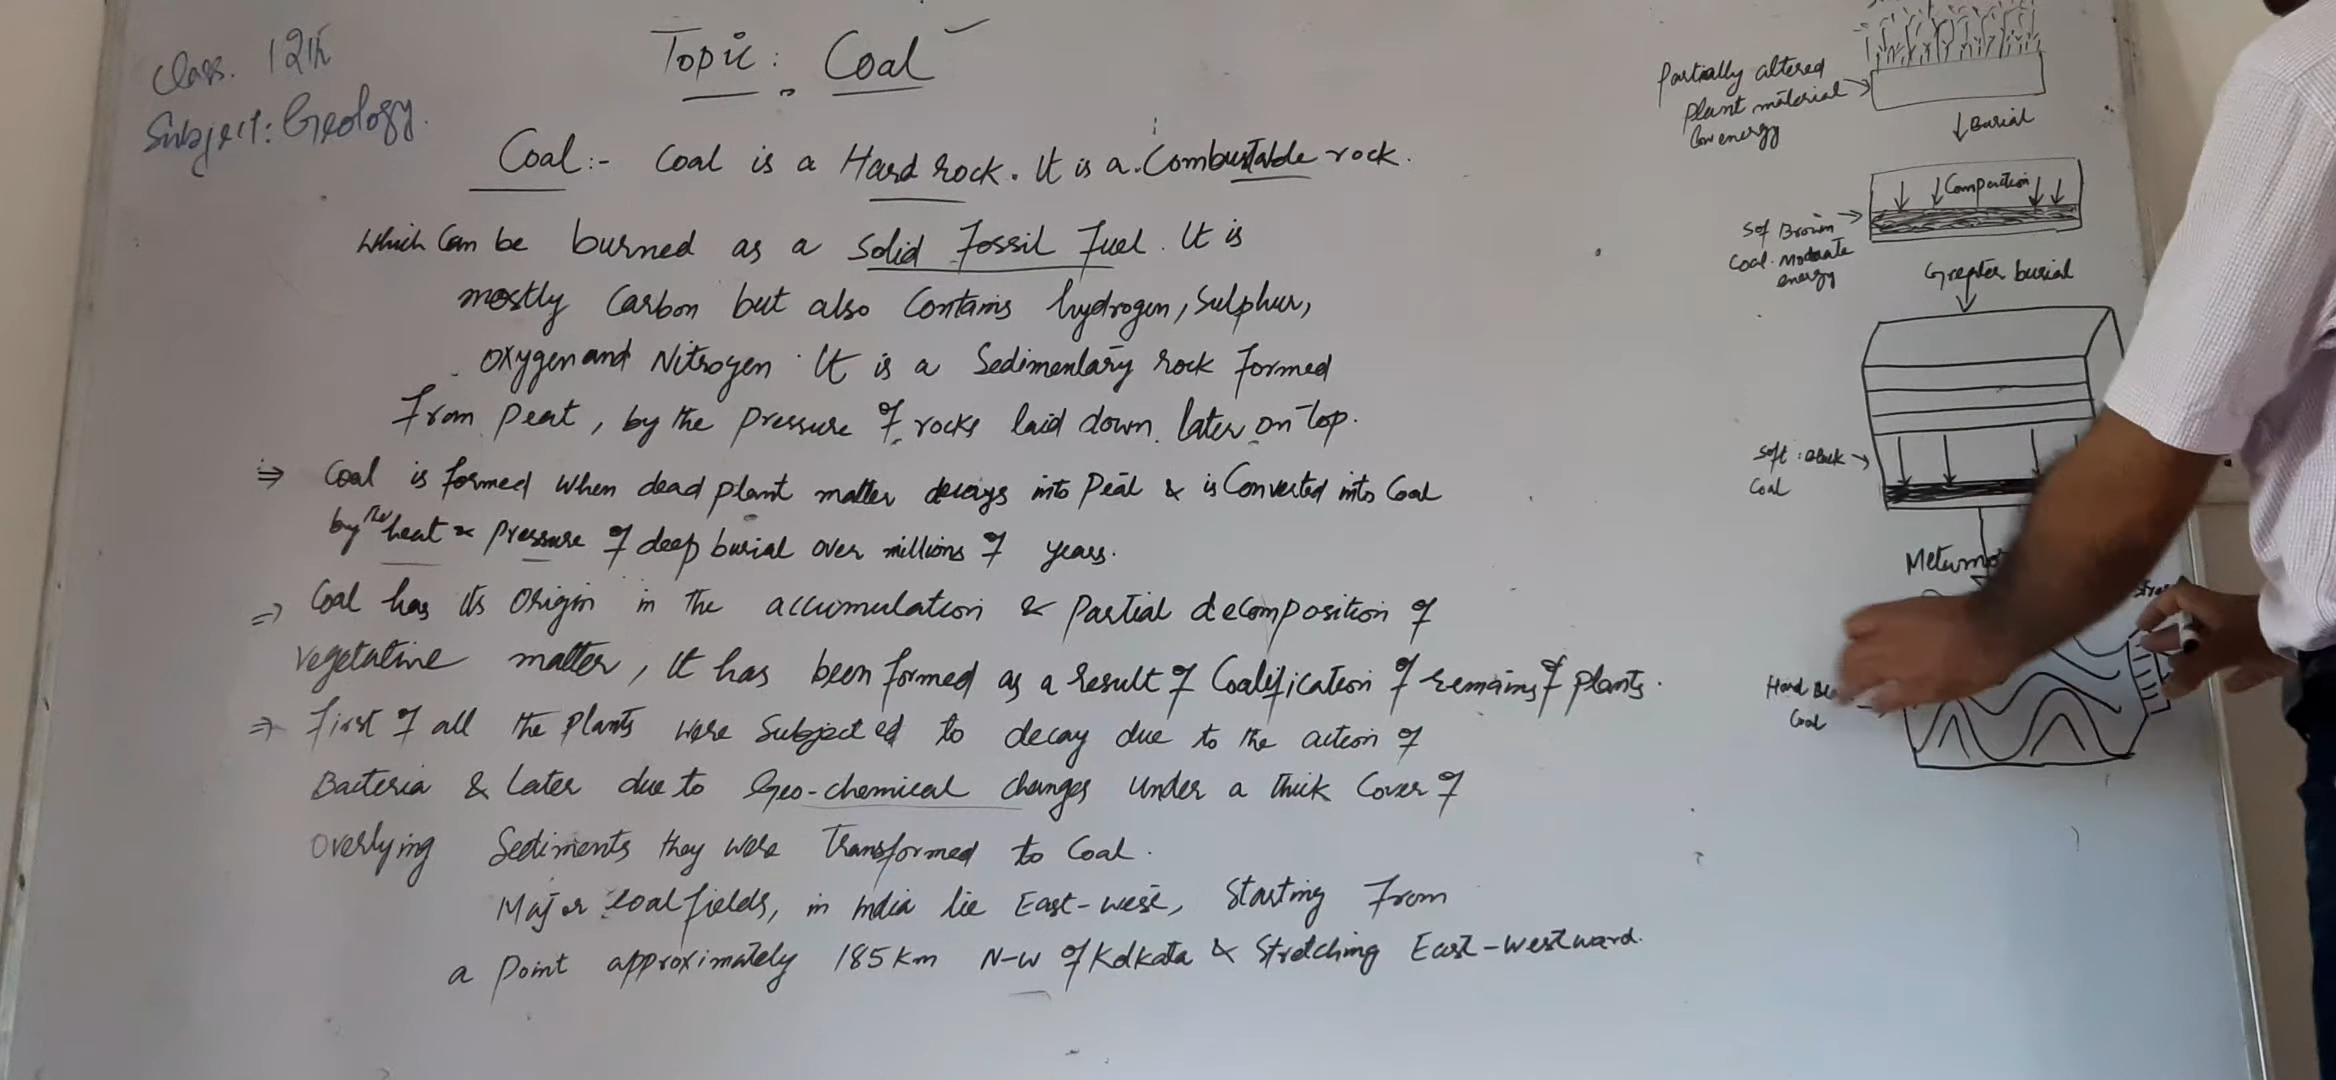 Class. 12th
Subject: Geology.
Topic: Coal
Coal:- Coal is a Hard rock. It is a Combustable rock.
Which Can be burned as a Solid Fossil Fuel. It is
mostly Carbon but also Contains hydrogen, Sulphur,
Oxygen and Nitrogen. It is a Sedimentary rock formed
From Peat, by the Pressure of rocks laid down later on top.
⇒ Coal is formed when dead plant matter decays into Peat & is Converted into Coal
by the heat & Pressure of deep burial over millions of years.
⇒ Coal has its Origin in the accumulation & Partial decomposition of
vegetative matter, It has been formed as a result of Coalification of remains of plants.
⇒ First of all the Plants were Subjected to decay due to the action of
Bacteria & Later due to Geo-chemical changes Under a thick Cover of
Overlying Sediments they were Transformed to Coal.
Major Coal fields, in India lie East-west, Starting From
a Point approximately 185 km N-W of Kolkata & Stretching East-westward.
Partially altered
Plant material
low energy
Burial
Compaction
Sof Brown
Coal. Moderate
energy
Greater burial
Soft: Black
Coal
Hard
Coal